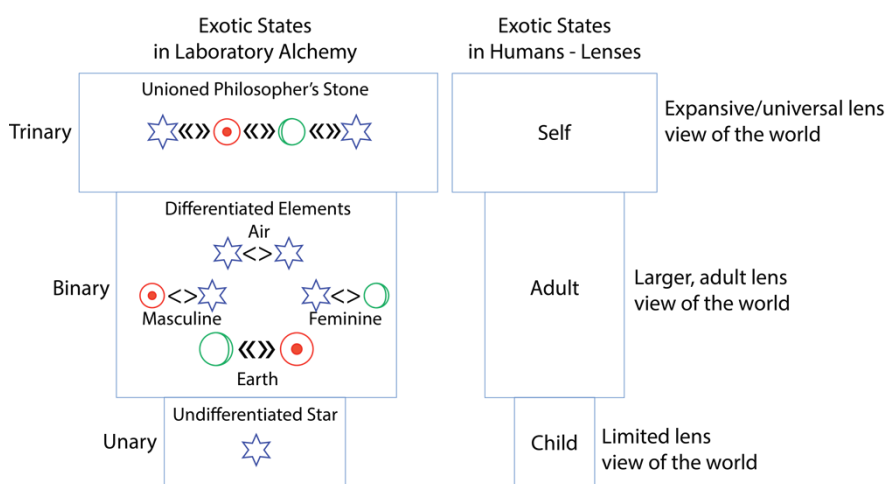 Exotic States
in Laboratory Alchemy
Exotic States
in Humans - Lenses
Trinary
Unioned Philosopher's Stone
Self
Expansive/universal lens
view of the world
Binary
Differentiated Elements
Air
Masculine
Feminine
Earth
Adult
Larger, adult lens
view of the world
Unary
Undifferentiated Star
Child
Limited lens
view of the world